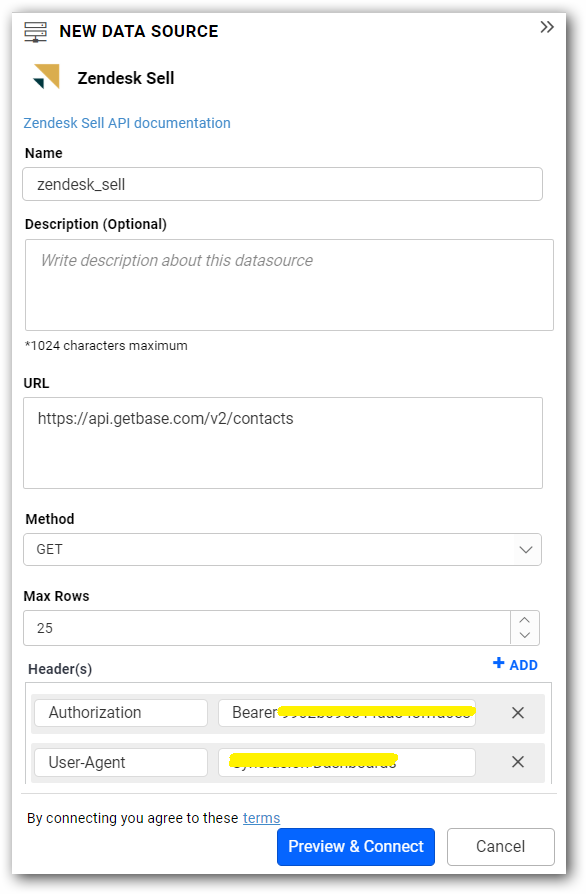 NEW DATA SOURCE
Zendesk Sell
Zendesk Sell API documentation
Name
zendesk_sell
Description (Optional)
Write description about this datasource
*1024 characters maximum
URL
https://api.getbase.com/v2/contacts
Method
GET
Max Rows
25
Header(s)
+ ADD
Authorization Bearer
User-Agent
By connecting you agree to these terms
Preview & Connect Cancel